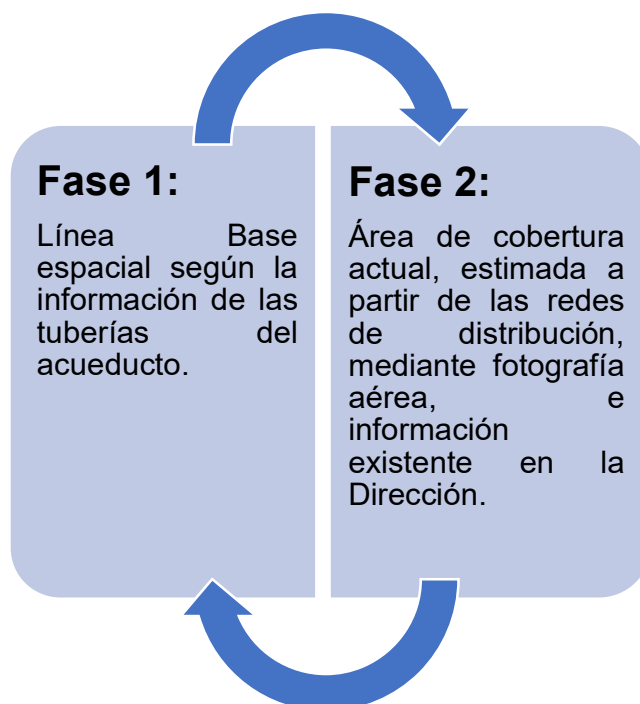 Fase 1:
Línea Base
espacial según la
información de las
tuberías del
acueducto.
Fase 2:
Área de cobertura
actual, estimada a
partir de las redes
de distribución,
mediante fotografía
aérea, e
información
existente en la
Dirección.